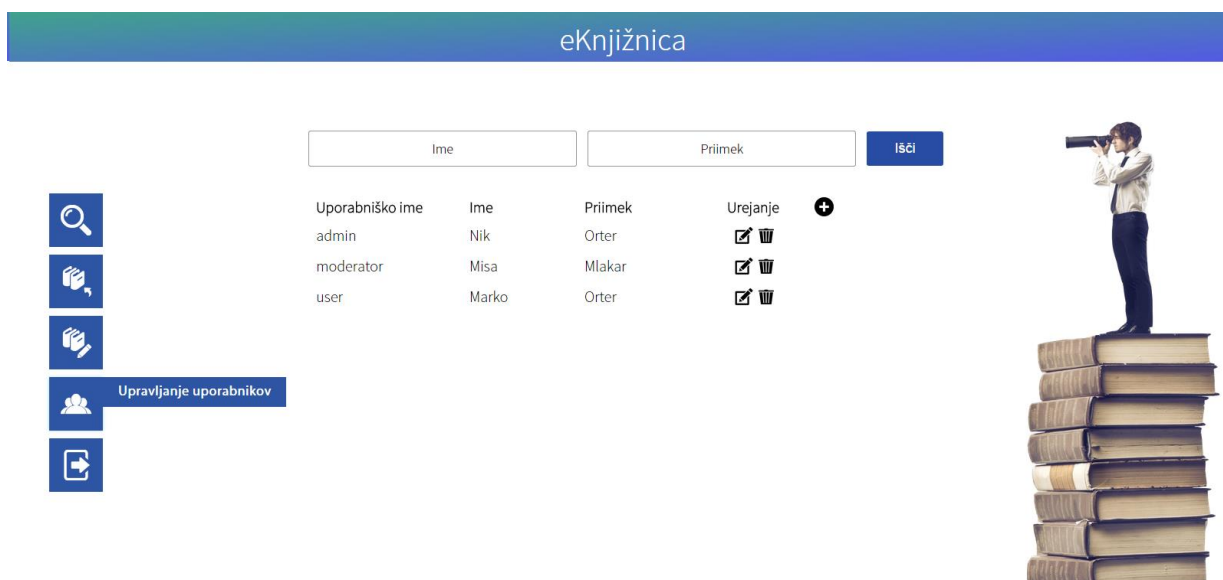 eKnjižnica
Ime Priimek Išči
Uporabniško ime Ime Priimek Urejanje
admin Nik Orter
moderator Misa Mlakar
user Marko Orter
Upravljanje uporabnikov